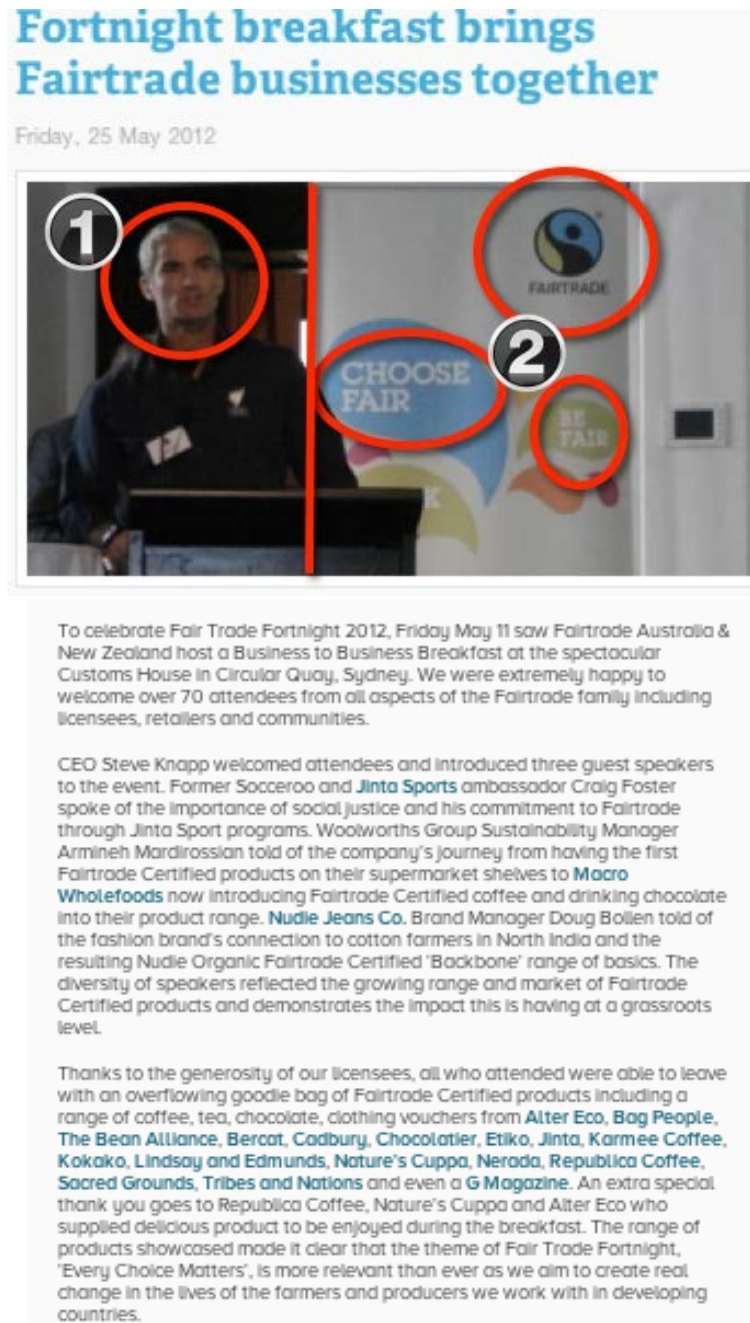 Fortnight breakfast brings
Fairtrade businesses together
Friday, 25 May 2012
1
FAIRTRADE
2
CHOOSE
FAIR
BE
FAIR
K
To celebrate Fair Trade Fortnight 2012, Friday May 11 saw Fairtrade Australia &
New Zealand host a Business to Business Breakfast at the spectacular
Customs House in Circular Quay, Sydney. We were extremely happy to
welcome over 70 attendees from all aspects of the Fairtrade family including
licensees, retailers and communities.
CEO Steve Knapp welcomed attendees and introduced three guest speakers
to the event. Former Socceroo and Jinta Sports ambassador Craig Foster
spoke of the importance of social justice and his commitment to Fairtrade
through Jinta Sport programs. Woolworths Group Sustainability Manager
Armineh Mardirossian told of the company's journey from having the first
Fairtrade Certified products on their supermarket shelves to Macro
Wholefoods now introducing Fairtrade Certified coffee and drinking chocolate
into their product range. Nudie Jeans Co. Brand Manager Doug Bollen told of
the fashion brand's connection to cotton farmers in North India and the
resulting Nudie Organic Fairtrade Certified 'Backbone' range of basics. The
diversity of speakers reflected the growing range and market of Fairtrade
Certified products and demonstrates the impact this is having at a grassroots
level.
Thanks to the generosity of our licensees, all who attended were able to leave
with an overflowing goodie bag of Fairtrade Certified products including a
range of coffee, tea, chocolate, clothing vouchers from Alter Eco, Bag People,
The Bean Alliance, Bercat, Cadbury, Chocolatier, Etiko, Jinta, Karmee Coffee,
Kokako, Lindsay and Edmunds, Nature's Cuppa, Nerada, Republica Coffee,
Sacred Grounds, Tribes and Nations and even a G Magazine. An extra special
thank you goes to Republica Coffee, Nature's Cuppa and Alter Eco who
supplied delicious product to be enjoyed during the breakfast. The range of
products showcased made it clear that the theme of Fair Trade Fortnight,
'Every Choice Matters', is more relevant than ever as we aim to create real
change in the lives of the farmers and producers we work with in developing
countries.